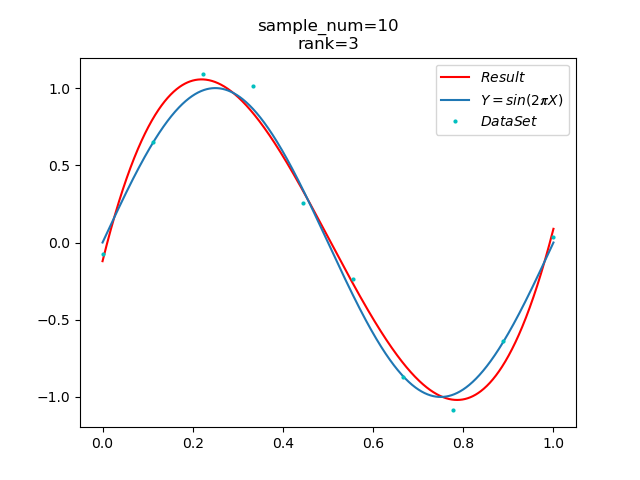 sample_num=10
rank=3
Result
Y = sin(2πX)
DataSet
1.0
0.5
0.0
−0.5
−1.0
0.0 0.2 0.4 0.6 0.8 1.0